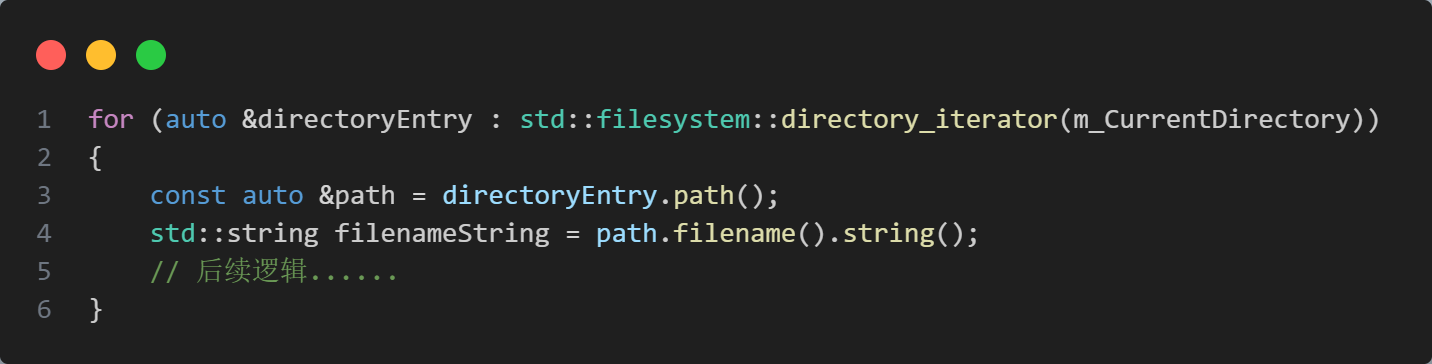 1 for (auto &directoryEntry : std::filesystem::directory_iterator(m_CurrentDirectory))
2 {
3     const auto &path = directoryEntry.path();
4     std::string filenameString = path.filename().string();
5     // 后续逻辑......
6 }